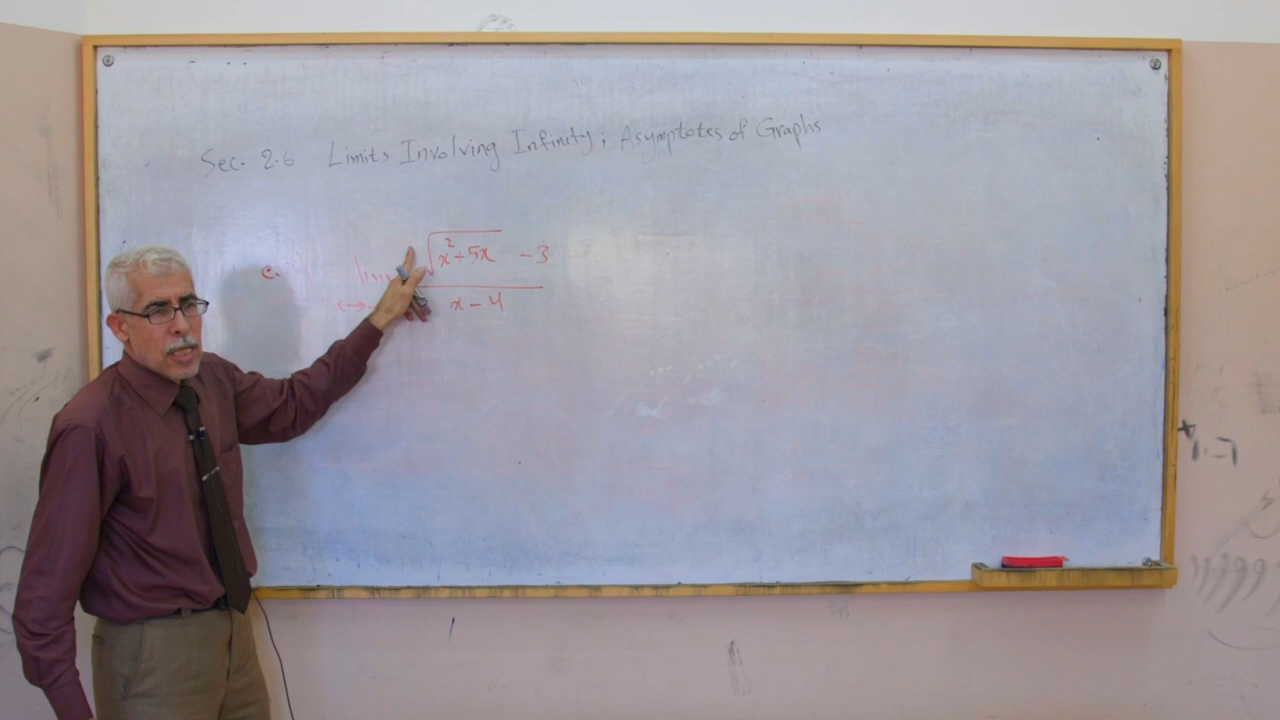 Sec. 2.6 Limits Involving Infinity; Asymptotes of Graphs
lim √x²+5x - 3
x→ x - 4